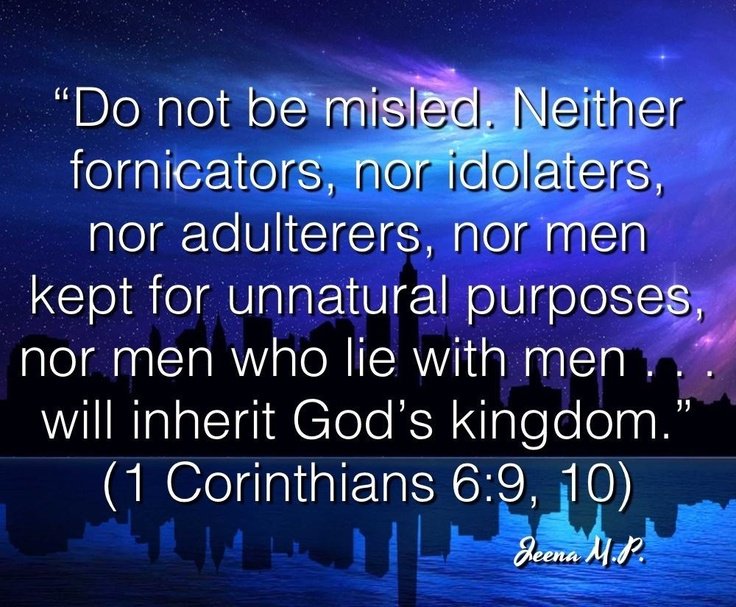 “Do not be misled. Neither
fornicators, nor idolaters,
nor adulterers, nor men
kept for unnatural purposes,
nor men who lie with men . . .
will inherit God’s kingdom.”
(1 Corinthians 6:9, 10)
Jeena M.P.